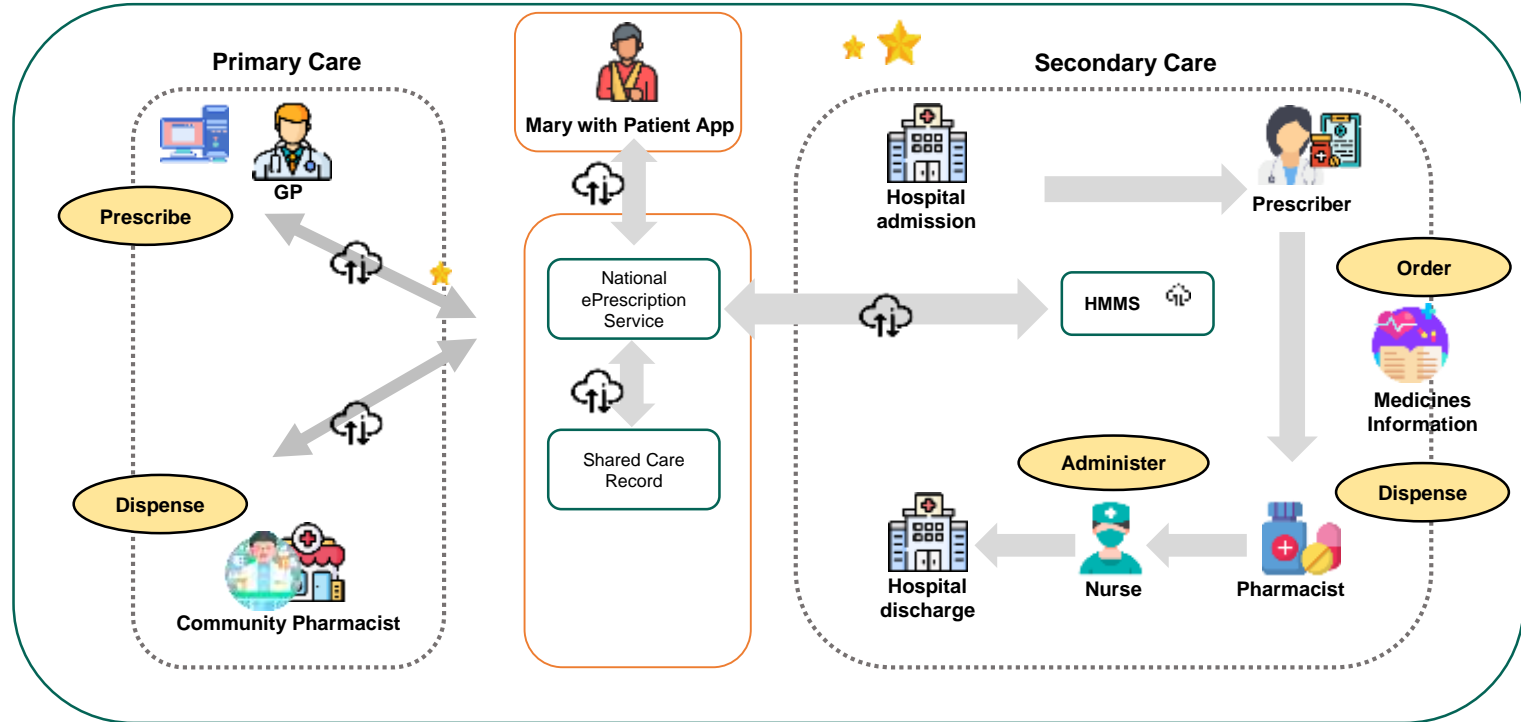 Primary Care
GP
Prescribe
Dispense
Community Pharmacist
Mary with Patient App
National
ePrescription
Service
Shared Care
Record
Secondary Care
Hospital
admission
Prescriber
Order
HMMS
Medicines
Information
Administer
Dispense
Hospital
discharge
Nurse
Pharmacist